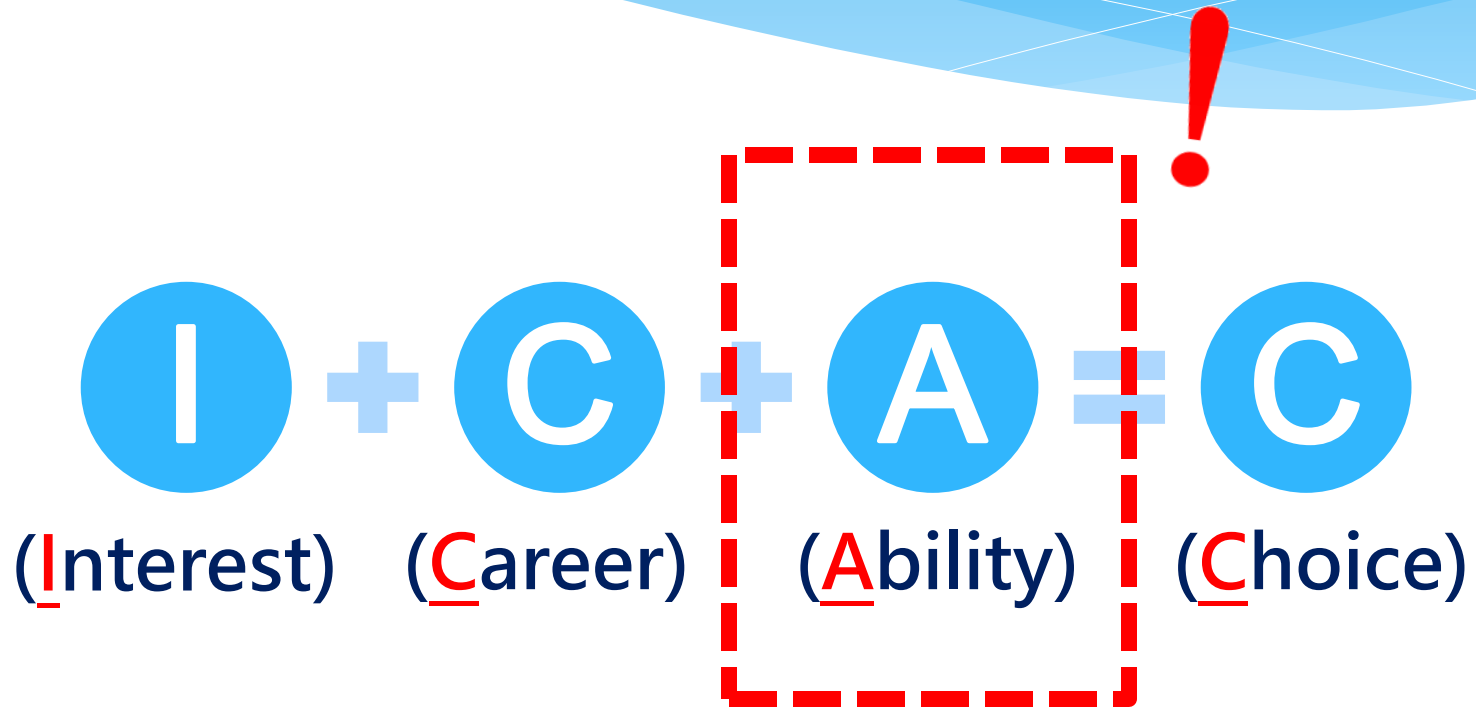 I + C + A = C
(Interest) (Career) (Ability) (Choice)